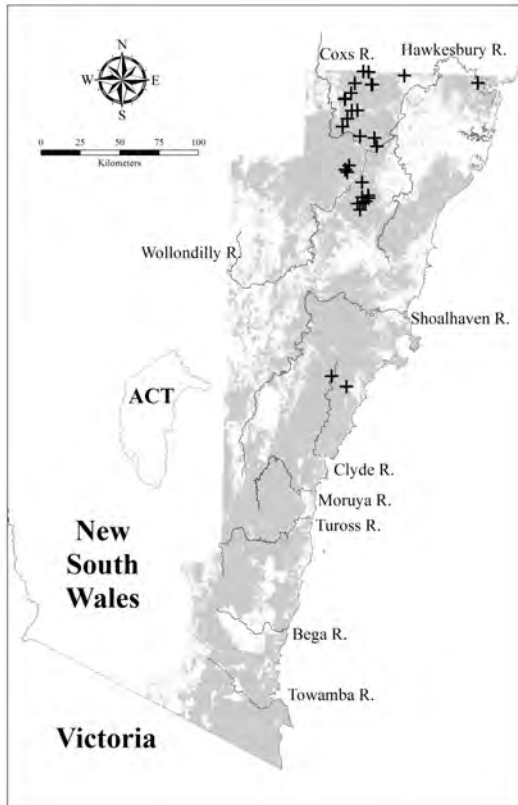 Coxs R.
Hawkesbury R.
N
W E
S
0 25 50 100
Kilometers
Wollondilly R.
Shoalhaven R.
ACT
Clyde R.
Moruya R.
Tuross R.
New
South
Wales
Bega R.
Towamba R.
Victoria